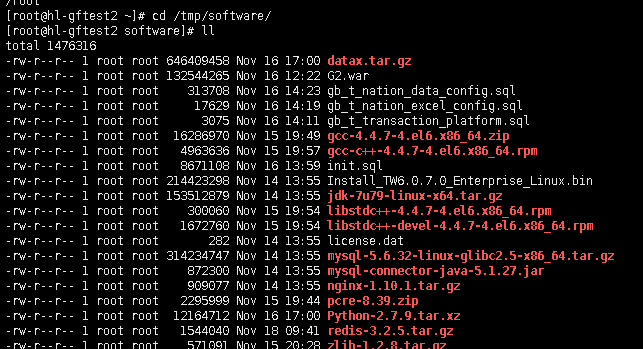 /root
[root@hl-gftest2 ~]# cd /tmp/software/
[root@hl-gftest2 software]# ll
total 1476316
-rw-r--r-- 1 root root 646409458 Nov 16 17:00 datax.tar.gz
-rw-r--r-- 1 root root 132544265 Nov 16 12:22 G2.war
-rw-r--r-- 1 root root 313708 Nov 16 14:23 gb_t_nation_data_config.sql
-rw-r--r-- 1 root root 17629 Nov 16 14:19 gb_t_nation_excel_config.sql
-rw-r--r-- 1 root root 3075 Nov 16 14:11 gb_t_transaction_platform.sql
-rw-r--r-- 1 root root 16286970 Nov 15 19:49 gcc-4.4.7-4.el6.x86_64.zip
-rw-r--r-- 1 root root 4963636 Nov 15 19:57 gcc-c++-4.4.7-4.el6.x86_64.rpm
-rw-r--r-- 1 root root 8671108 Nov 16 13:59 init.sql
-rw-r--r-- 1 root root 214423298 Nov 14 13:55 Install_TW6.0.7.0_Enterprise_Linux.bin
-rw-r--r-- 1 root root 153512879 Nov 14 13:55 jdk-7u79-linux-x64.tar.gz
-rw-r--r-- 1 root root 300060 Nov 15 19:54 libstdc++-4.4.7-4.el6.x86_64.rpm
-rw-r--r-- 1 root root 1672760 Nov 15 19:54 libstdc++-devel-4.4.7-4.el6.x86_64.rpm
-rw-r--r-- 1 root root 282 Nov 14 13:55 license.dat
-rw-r--r-- 1 root root 314234747 Nov 14 13:55 mysql-5.6.32-linux-glibc2.5-x86_64.tar.gz
-rw-r--r-- 1 root root 872300 Nov 14 13:55 mysql-connector-java-5.1.27.jar
-rw-r--r-- 1 root root 909077 Nov 14 13:55 nginx-1.10.1.tar.gz
-rw-r--r-- 1 root root 2295999 Nov 15 19:44 pcre-8.39.zip
-rw-r--r-- 1 root root 12164712 Nov 16 17:00 Python-2.7.9.tar.xz
-rw-r--r-- 1 root root 1544040 Nov 18 09:41 redis-3.2.5.tar.gz
-rw-r--r-- 1 root root 571091 Nov 15 20:28 zlib-1.2.8.tar.gz